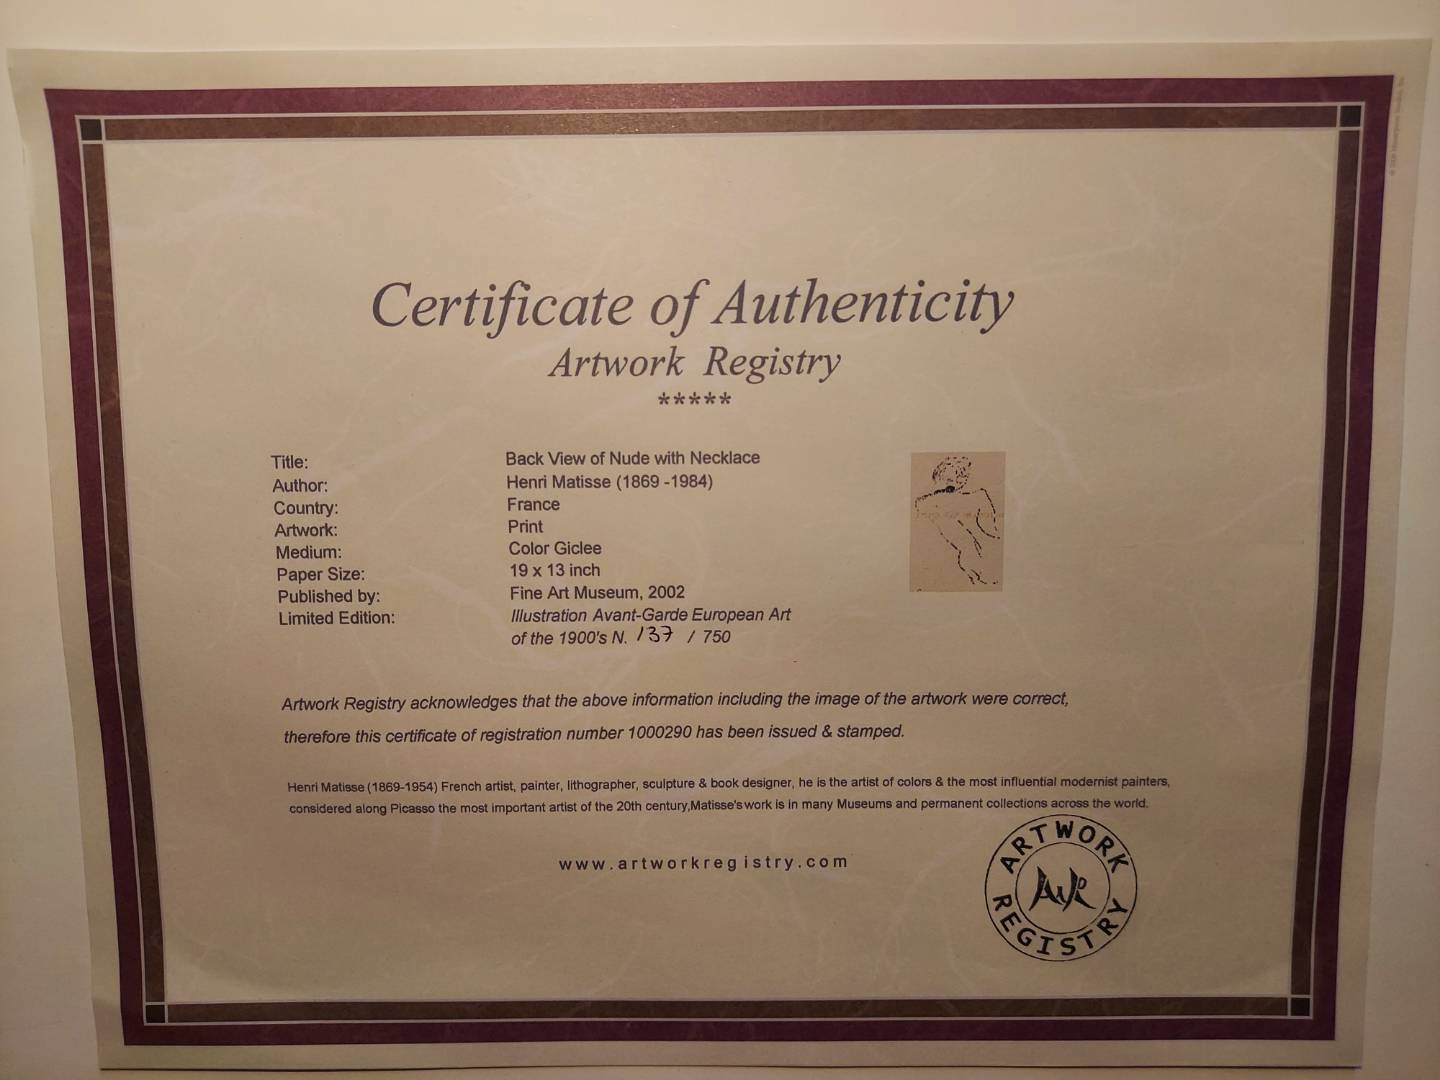 Certificate of Authenticity
Artwork Registry
*****
Title: Back View of Nude with Necklace
Author: Henri Matisse (1869 -1984)
Country: France
Artwork: Print
Medium: Color Giclee
Paper Size: 19 x 13 inch
Published by: Fine Art Museum, 2002
Limited Edition: Illustration Avant-Garde European Art
of the 1900's N. 137 / 750
Artwork Registry acknowledges that the above information including the image of the artwork were correct,
therefore this certificate of registration number 1000290 has been issued & stamped.
Henri Matisse (1869-1954) French artist, painter, lithographer, sculpture & book designer, he is the artist of colors & the most influential modernist painters,
considered along Picasso the most important artist of the 20th century,Matisse's work is in many Museums and permanent collections across the world.
www.artworkregistry.com
ARTWORK
AR
REGISTRY